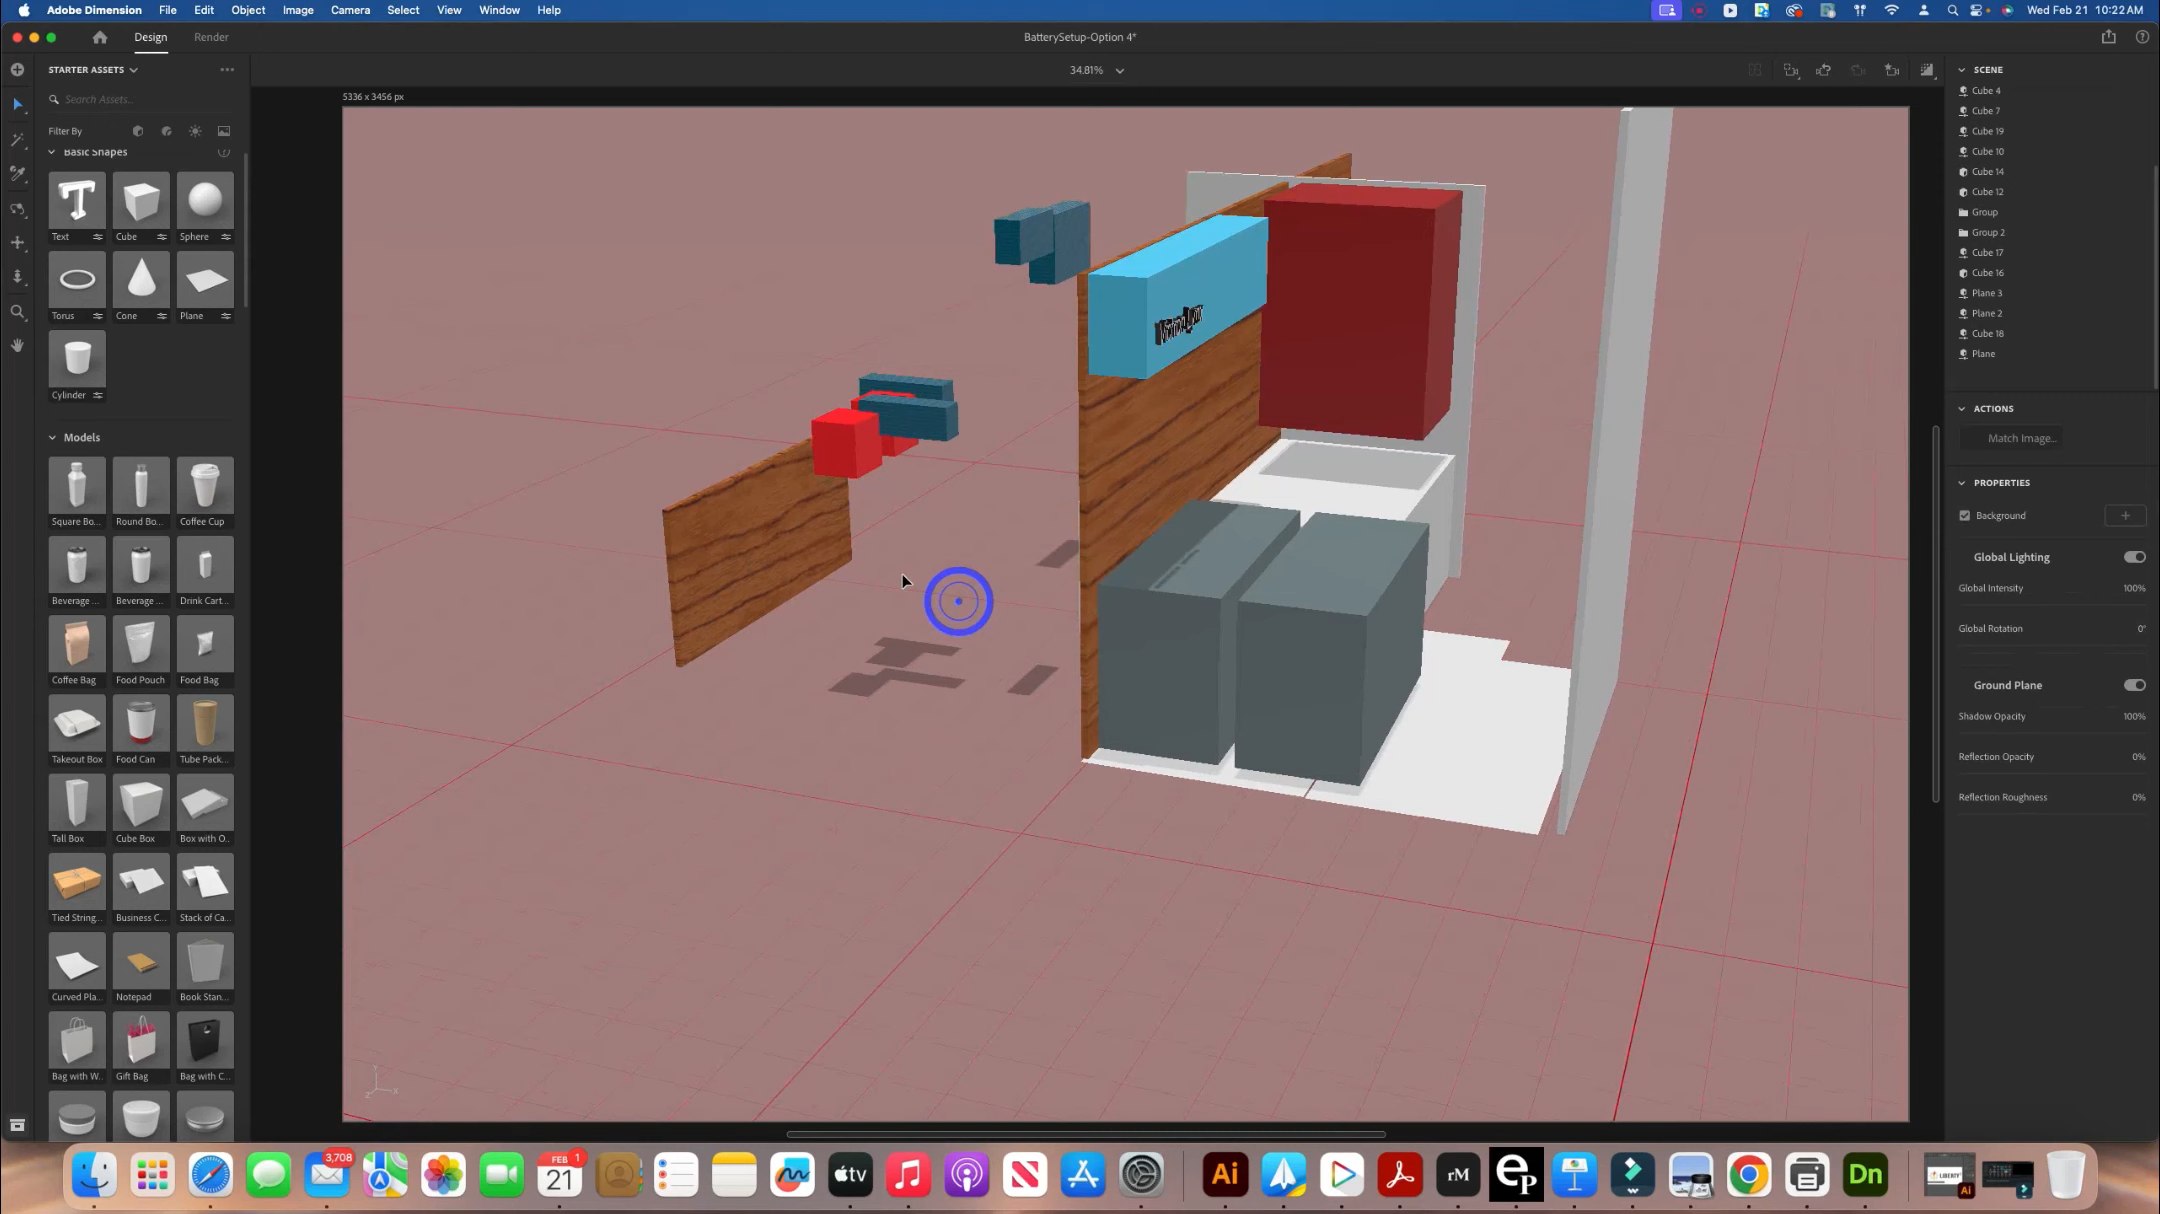 Adobe Dimension File Edit Object Image Camera Select View Window Help Wed Feb 21 10:22 AM
Design Render BatterySetup-Option 4*
STARTER ASSETS
34.81%
5336 x 3456 px
Search Assets...
Filter By
Basic Shapes
Text Cube Sphere
Torus Cone Plane
Cylinder
Models
Square Bo... Round Bo... Coffee Cup
Beverage ... Beverage ... Drink Cart...
Coffee Bag Food Pouch Food Bag
Takeout Box Food Can Tube Pack...
Tall Box Cube Box Box with O...
Tied String... Business C... Stack of Ca...
Curved Pla... Notepad Book Stan...
Bag with W... Gift Bag Bag with C...
SCENE
Cube 4
Cube 7
Cube 19
Cube 10
Cube 14
Cube 12
Group
Group 2
Cube 17
Cube 16
Plane 3
Plane 2
Cube 18
Plane
ACTIONS
Match Image...
PROPERTIES
Background
Global Lighting
Global Intensity 100%
Global Rotation 0°
Ground Plane
Shadow Opacity 100%
Reflection Opacity 0%
Reflection Roughness 0%
Y
X
Z
3,708
FEB 1
21
tv
Ai
rM
ep
Dn
LIBERTY
Ai